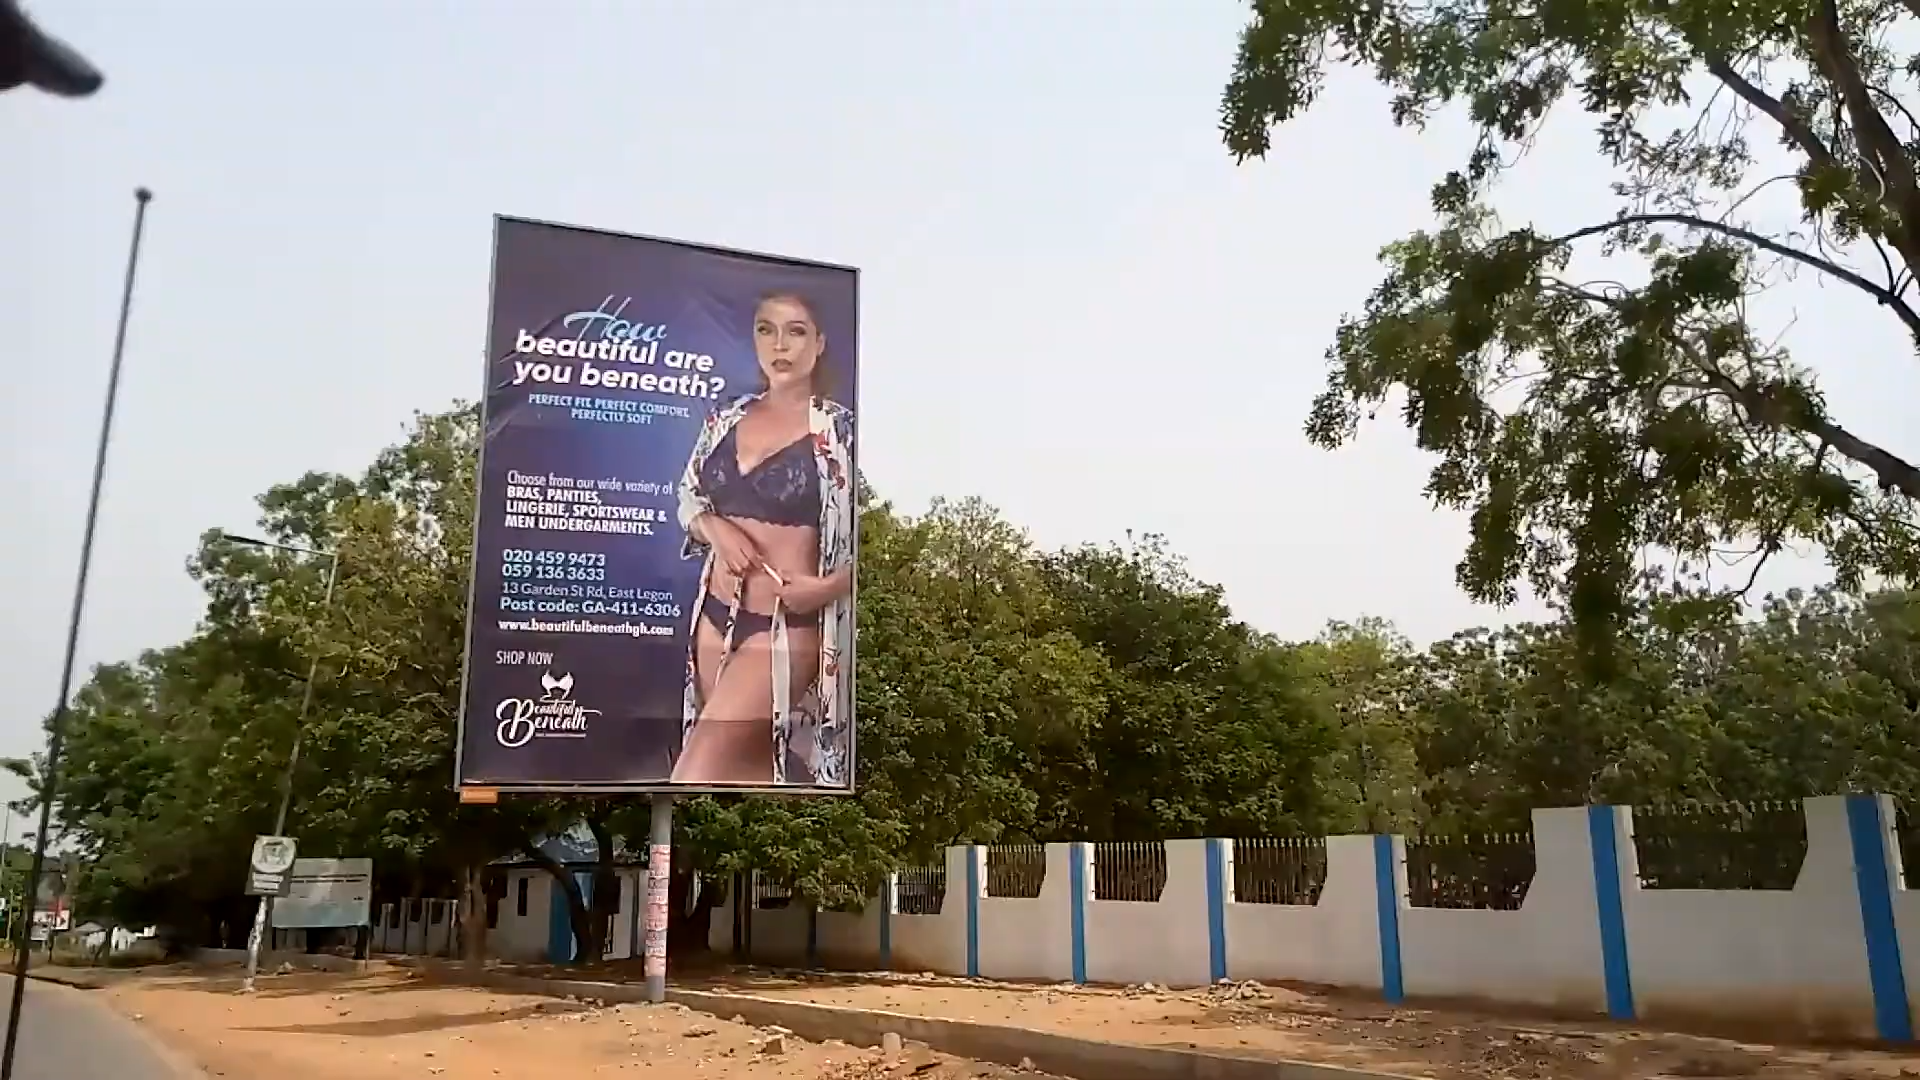 How
beautiful are
you beneath?
PERFECT FIT, PERFECT COMFORT,
PERFECTLY SOFT
Choose from our wide variety of
BRAS, PANTIES,
LINGERIE, SPORTSWEAR &
MEN UNDERGARMENTS.
020 459 9473
059 136 3633
13 Garden St Rd, East Legon
Post code: GA-411-6306
www.beautifulbeneathgh.com
SHOP NOW
Beautiful
Beneath